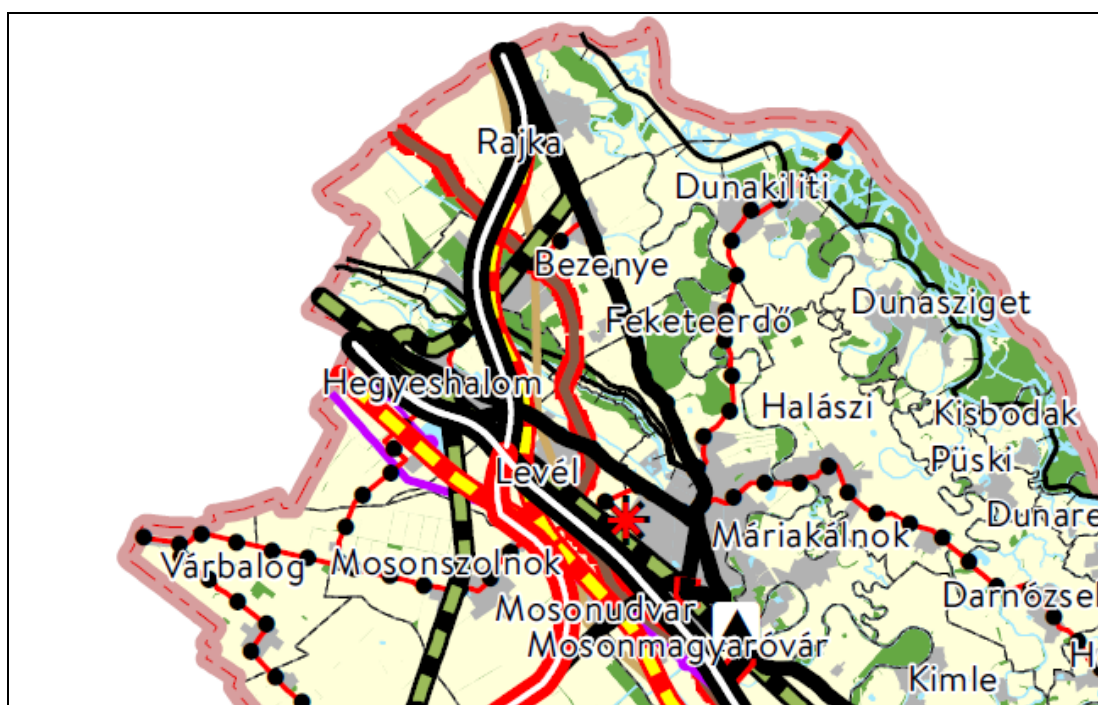 Rajka
Dunakiliti
Bezenye
Dunasziget
Feketeerdő
Hegyeshalom
Halászi
Kisbodak
Püski
Levél
Dunare
Máriakálnok
Várbalog
Mosonszolnok
Darnózsel
Mosonudvar
Mosonmagyaróvár
H
Kimle